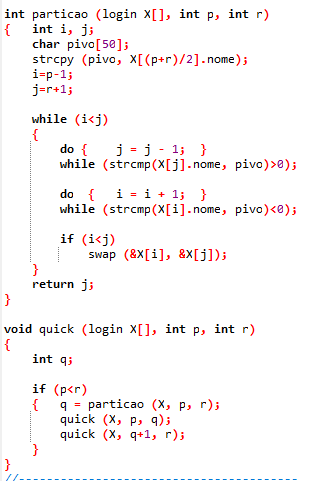 int particao (login X[], int p, int r)
{ int i, j;
char pivo[50];
strcpy (pivo, X[(p+r)/2].nome);
i=p-1;
j=r+1;
while (i<j)
{
do { j = j - 1; }
while (strcmp(X[j].nome, pivo)>0);
do { i = i + 1; }
while (strcmp(X[i].nome, pivo)<0);
if (i<j)
swap (&X[i], &X[j]);
}
return j;
}
void quick (login X[], int p, int r)
{
int q;
if (p<r)
{ q = particao (X, p, r);
quick (X, p, q);
quick (X, q+1, r);
}
}
//----------------------------------------